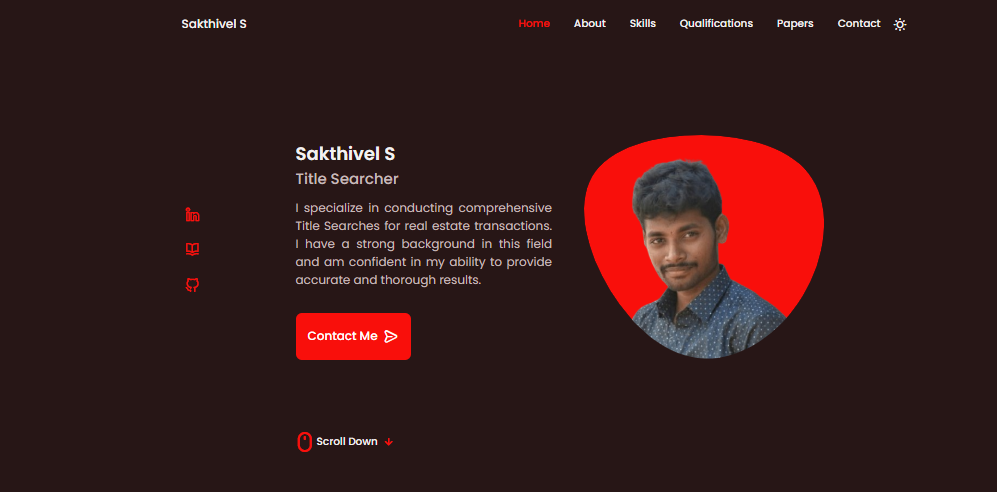 Sakthivel S
Home About Skills Qualifications Papers Contact
Sakthivel S
Title Searcher
I specialize in conducting comprehensive
Title Searches for real estate transactions.
I have a strong background in this field
and am confident in my ability to provide
accurate and thorough results.
Contact Me
Scroll Down